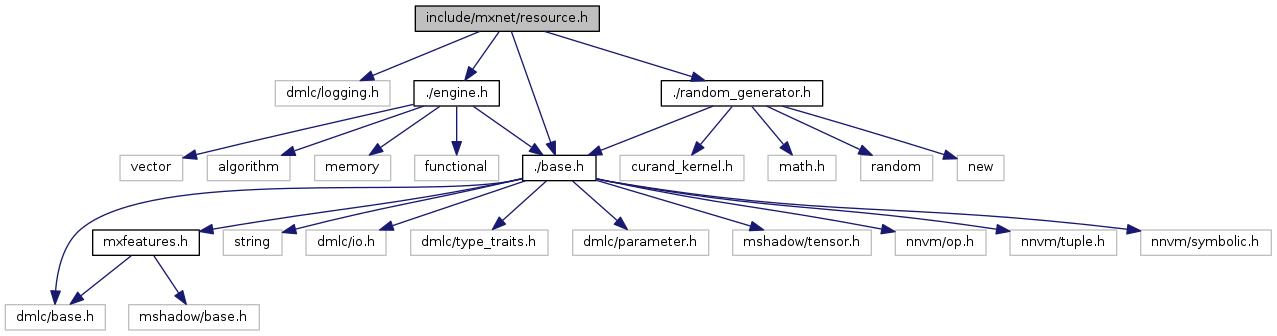 include/mxnet/resource.h
dmlc/logging.h
./engine.h
./random_generator.h
vector
algorithm
memory
functional
./base.h
curand_kernel.h
math.h
random
new
mxfeatures.h
string
dmlc/io.h
dmlc/type_traits.h
dmlc/parameter.h
mshadow/tensor.h
nnvm/op.h
nnvm/tuple.h
nnvm/symbolic.h
dmlc/base.h
mshadow/base.h